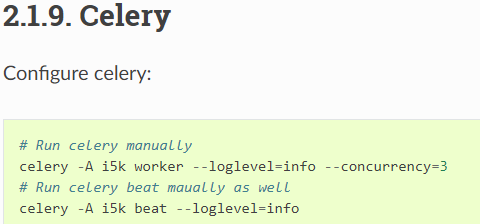 2.1.9. Celery
Configure celery:
# Run celery manually
celery -A i5k worker --loglevel=info --concurrency=3
# Run celery beat maually as well
celery -A i5k beat --loglevel=info